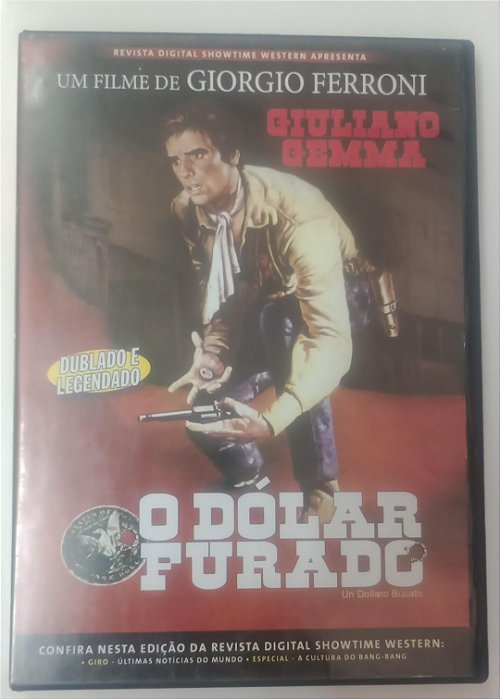 REVISTA DIGITAL SHOWTIME WESTERN APRESENTA
UM FILME DE GIORGIO FERRONI
GIULIANO
GEMMA
DUBLADO E
LEGENDADO
O DÓLAR
FURADO
Un Dollaro Bucato
CONFIRA NESTA EDIÇÃO DA REVISTA DIGITAL SHOWTIME WESTERN:
• GIRO - ÚLTIMAS NOTÍCIAS DO MUNDO • ESPECIAL - A CULTURA DO BANG-BANG